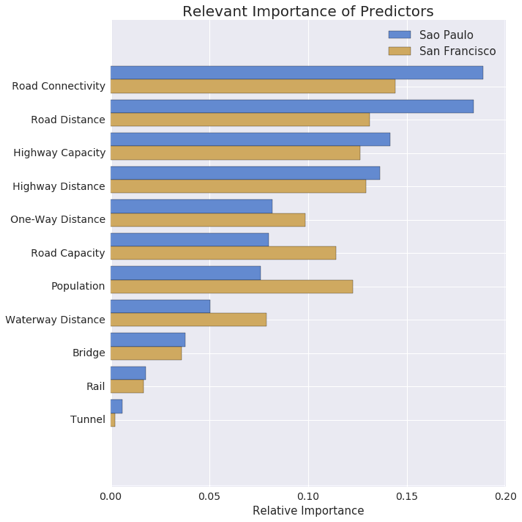 Relevant Importance of Predictors
Sao Paulo
San Francisco
Road Connectivity
Road Distance
Highway Capacity
Highway Distance
One-Way Distance
Road Capacity
Population
Waterway Distance
Bridge
Rail
Tunnel
0.00 0.05 0.10 0.15 0.20
Relative Importance